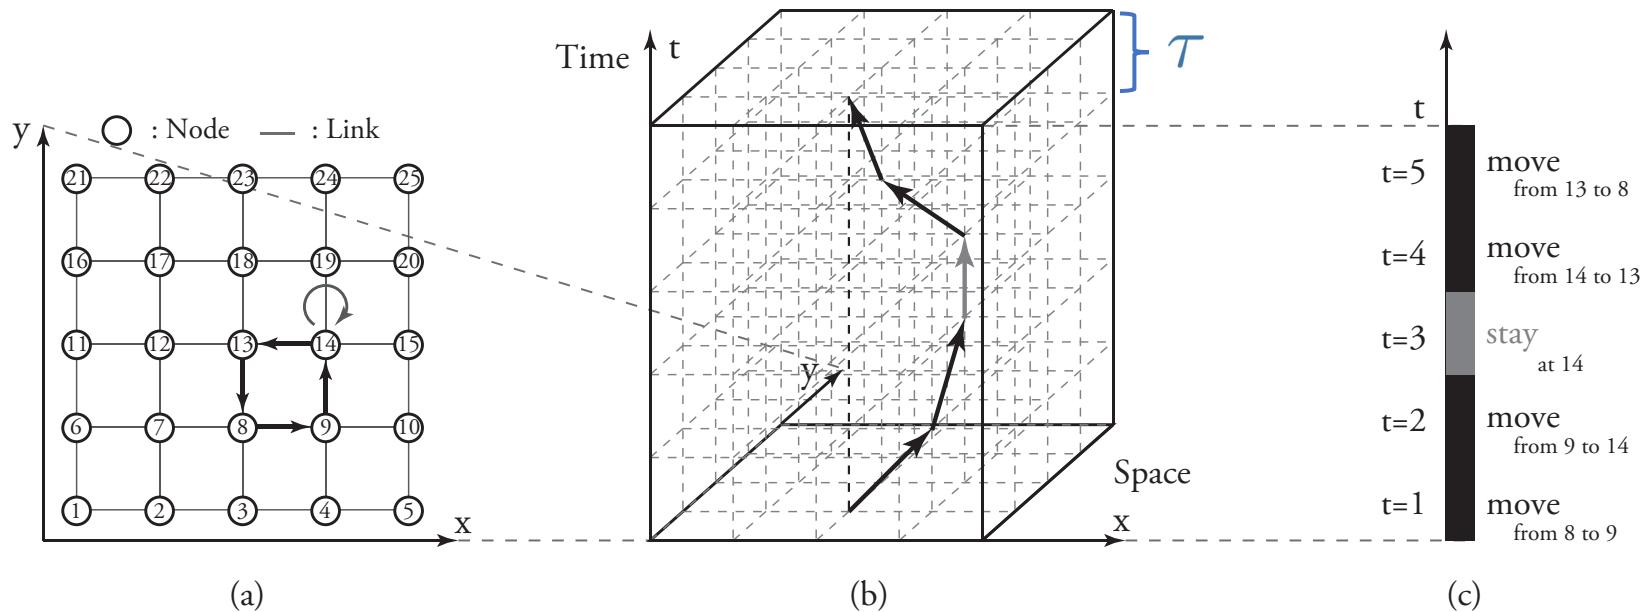 y
: Node
: Link
21 22 23 24 25
16 17 18 19 20
11 12 13 14 15
6 7 8 9 10
1 2 3 4 5
x
(a)
Time
t
τ
y
Space
x
(b)
t
t=5
move
from 13 to 8
t=4
move
from 14 to 13
t=3
stay
at 14
t=2
move
from 9 to 14
t=1
move
from 8 to 9
(c)